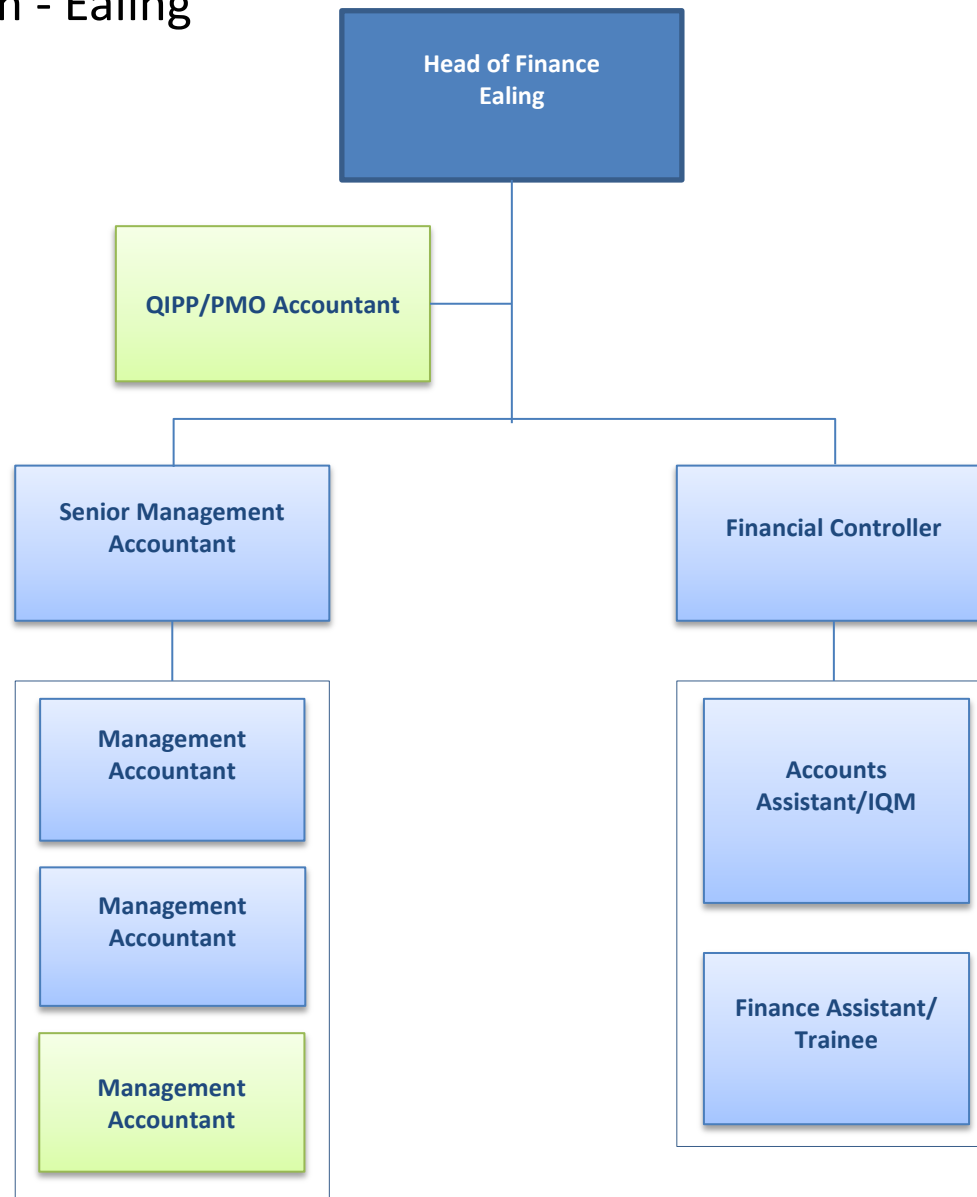 - Ealing
Head of Finance
Ealing
QIPP/PMO Accountant
Senior Management
Accountant
Financial Controller
Management
Accountant
Accounts
Assistant/IQM
Management
Accountant
Finance Assistant/
Trainee
Management
Accountant